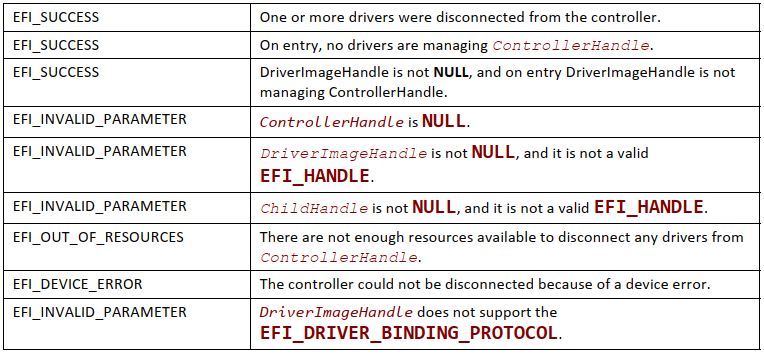 EFI_SUCCESS One or more drivers were disconnected from the controller.
EFI_SUCCESS On entry, no drivers are managing ControllerHandle.
EFI_SUCCESS DriverImageHandle is not NULL, and on entry DriverImageHandle is not
managing ControllerHandle.
EFI_INVALID_PARAMETER ControllerHandle is NULL.
EFI_INVALID_PARAMETER DriverImageHandle is not NULL, and it is not a valid
EFI_HANDLE.
EFI_INVALID_PARAMETER ChildHandle is not NULL, and it is not a valid EFI_HANDLE.
EFI_OUT_OF_RESOURCES There are not enough resources available to disconnect any drivers from
ControllerHandle.
EFI_DEVICE_ERROR The controller could not be disconnected because of a device error.
EFI_INVALID_PARAMETER DriverImageHandle does not support the
EFI_DRIVER_BINDING_PROTOCOL.